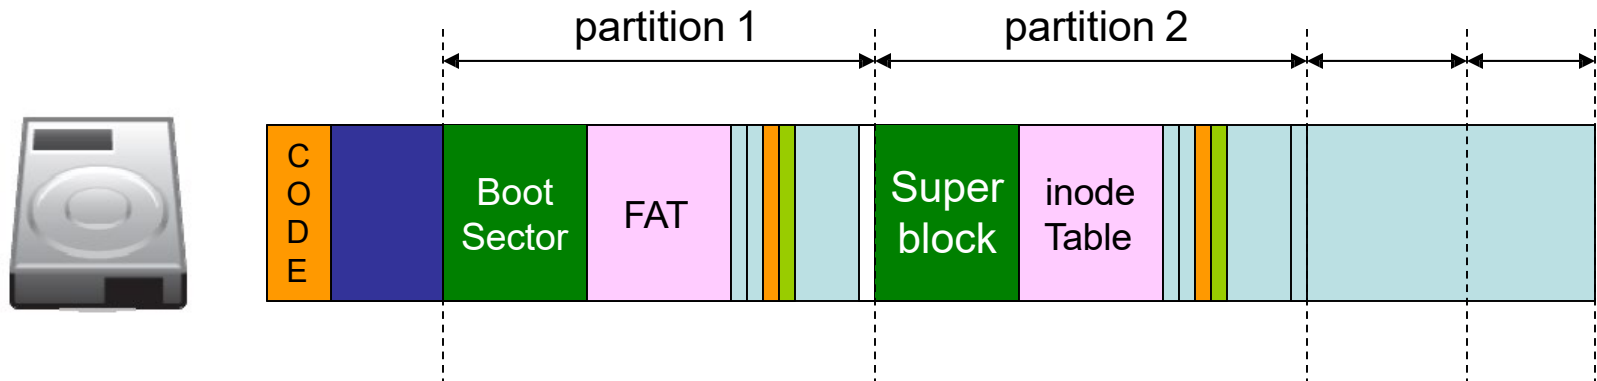 partition 1
partition 2
C
O
D
E
Boot
Sector
FAT
Super
block
inode
Table